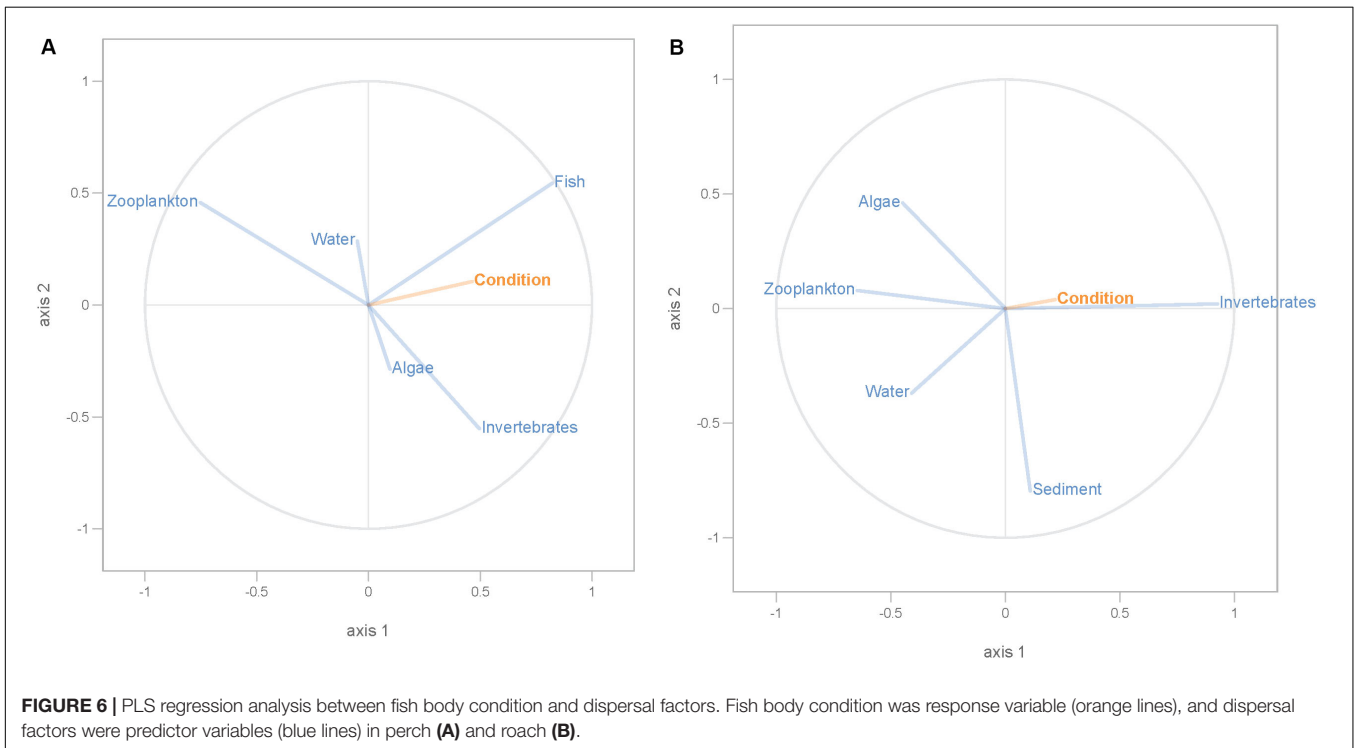 A
1
0.5
0
-0.5
-1
-1
-0.5
0
0.5
1
axis 2
axis 1
Zooplankton
Water
Fish
Condition
Algae
Invertebrates
B
1
0.5
0
-0.5
-1
-1
-0.5
0
0.5
1
axis 2
axis 1
Algae
Zooplankton
Condition
Invertebrates
Water
Sediment
FIGURE 6 | PLS regression analysis between fish body condition and dispersal factors. Fish body condition was response variable (orange lines), and dispersal
factors were predictor variables (blue lines) in perch (A) and roach (B).